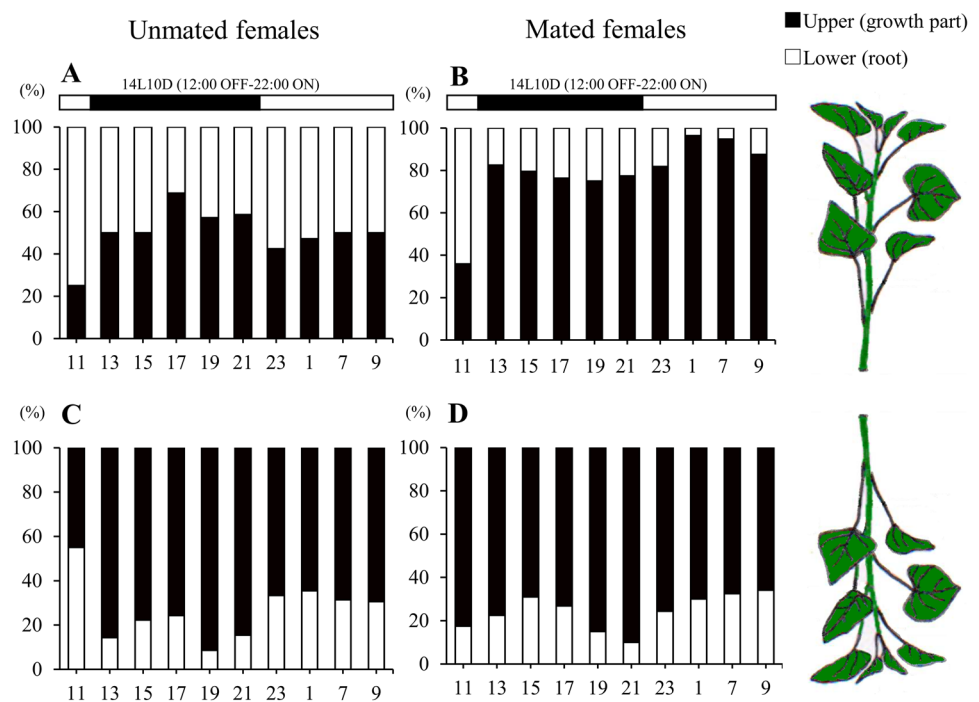 Unmated females
Mated females
Upper (growth part)
Lower (root)
A
(%)
14L10D (12:00 OFF-22:00 ON)
100
80
60
40
20
0
11 13 15 17 19 21 23 1 7 9
B
(%)
14L10D (12:00 OFF-22:00 ON)
100
80
60
40
20
0
11 13 15 17 19 21 23 1 7 9
(%)
C
100
80
60
40
20
0
11 13 15 17 19 21 23 1 7 9
(%)
D
100
80
60
40
20
0
11 13 15 17 19 21 23 1 7 9